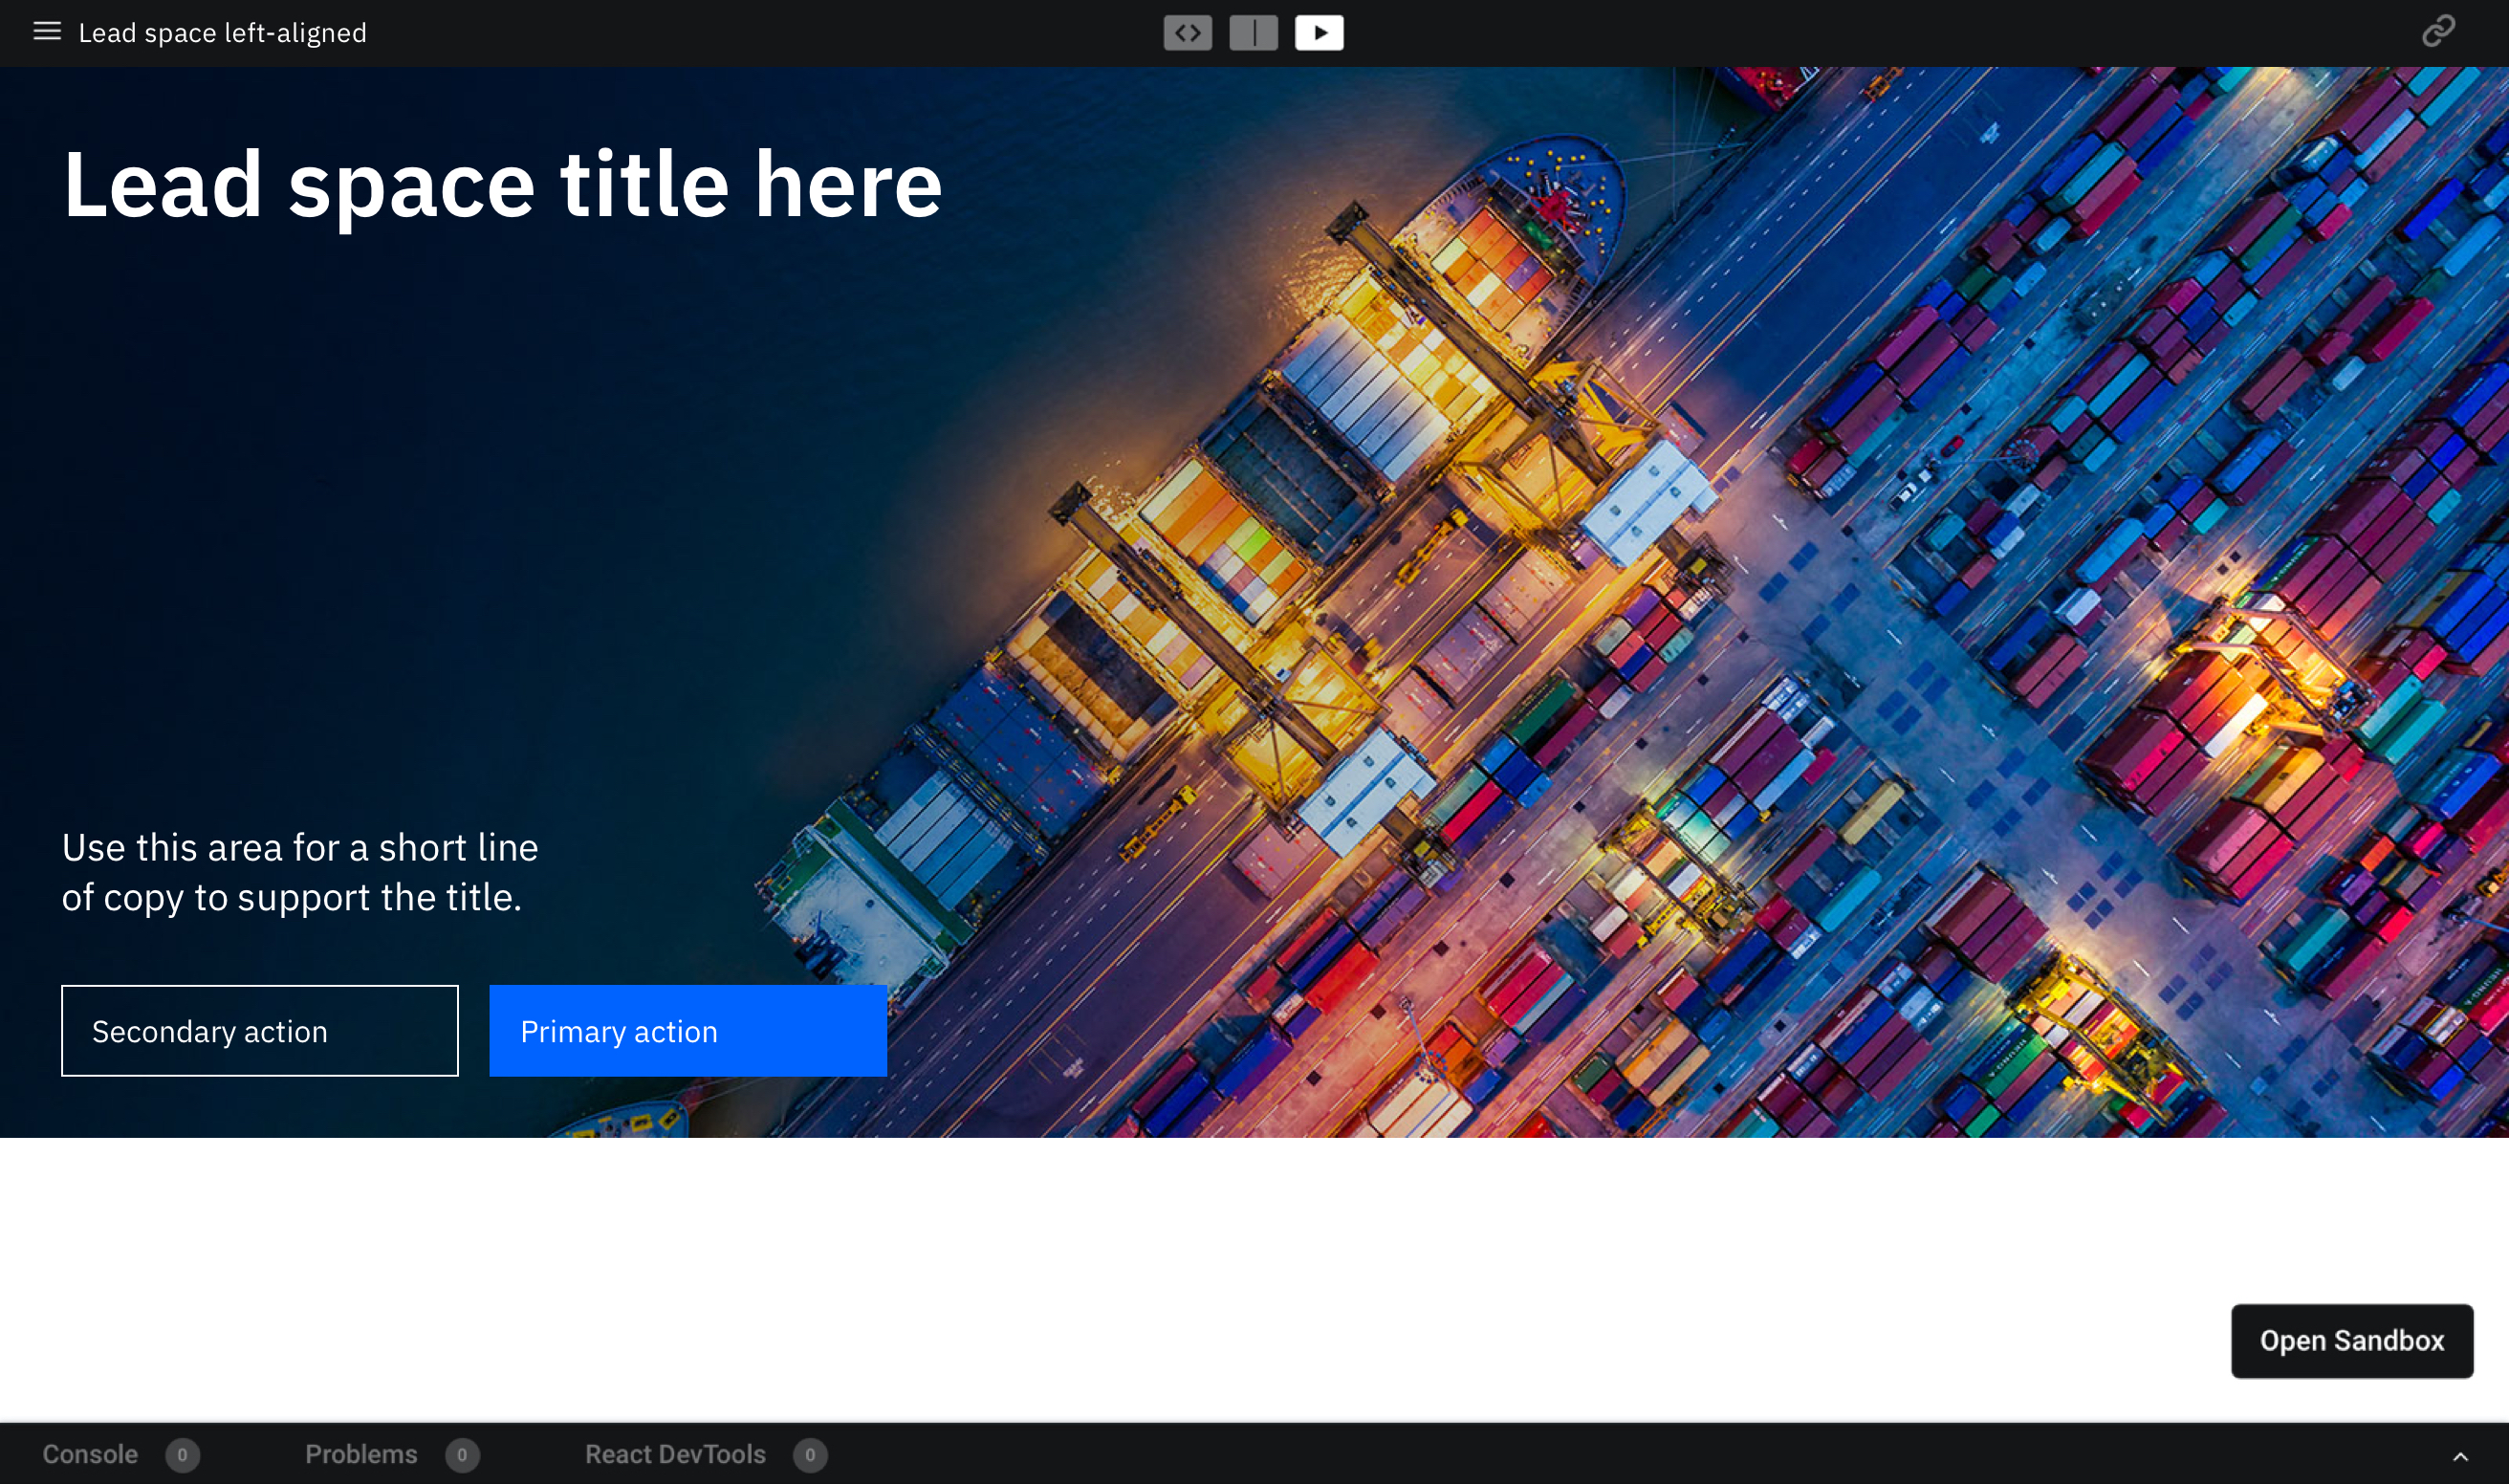 Lead space left-aligned
Lead space title here
Use this area for a short line
of copy to support the title.
Secondary action
Primary action
Open Sandbox
Console 0
Problems 0
React DevTools 0